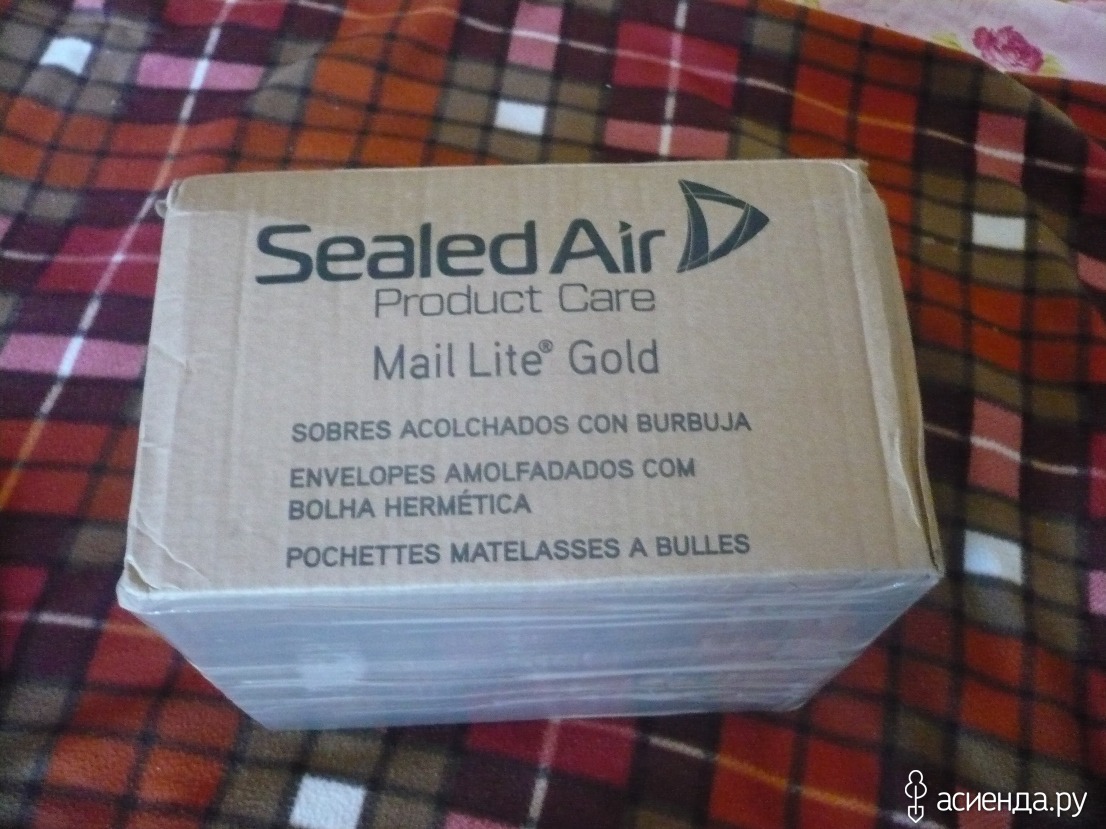 Sealed Air
Product Care
Mail Lite® Gold
SOBRES ACOLCHADOS CON BURBUJA
ENVELOPES AMOLFADADOS COM
BOLHA HERMÉTICA
POCHETTES MATELASSES A BULLES
асиенда.ру